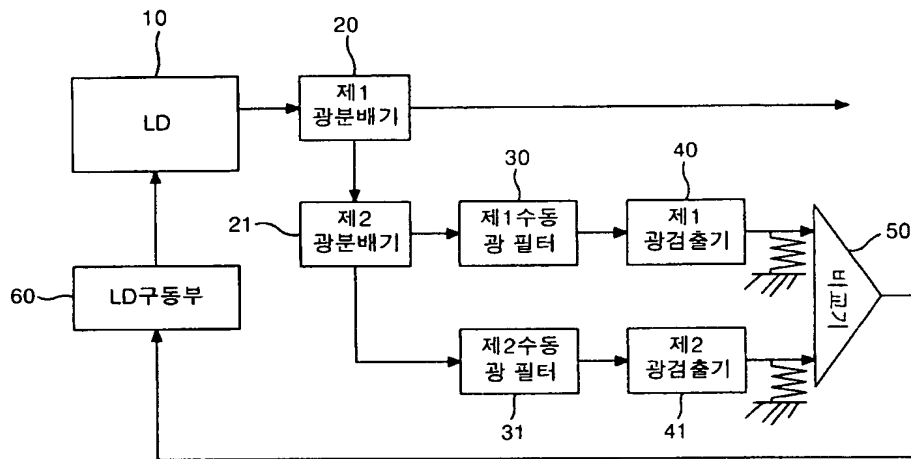 10
20
LD
제1
광분배기
30
40
21
제2
광분배기
제1수동
광 필터
제1
광검출기
50
비교기
60
LD구동부
제2수동
광 필터
제2
광검출기
31
41